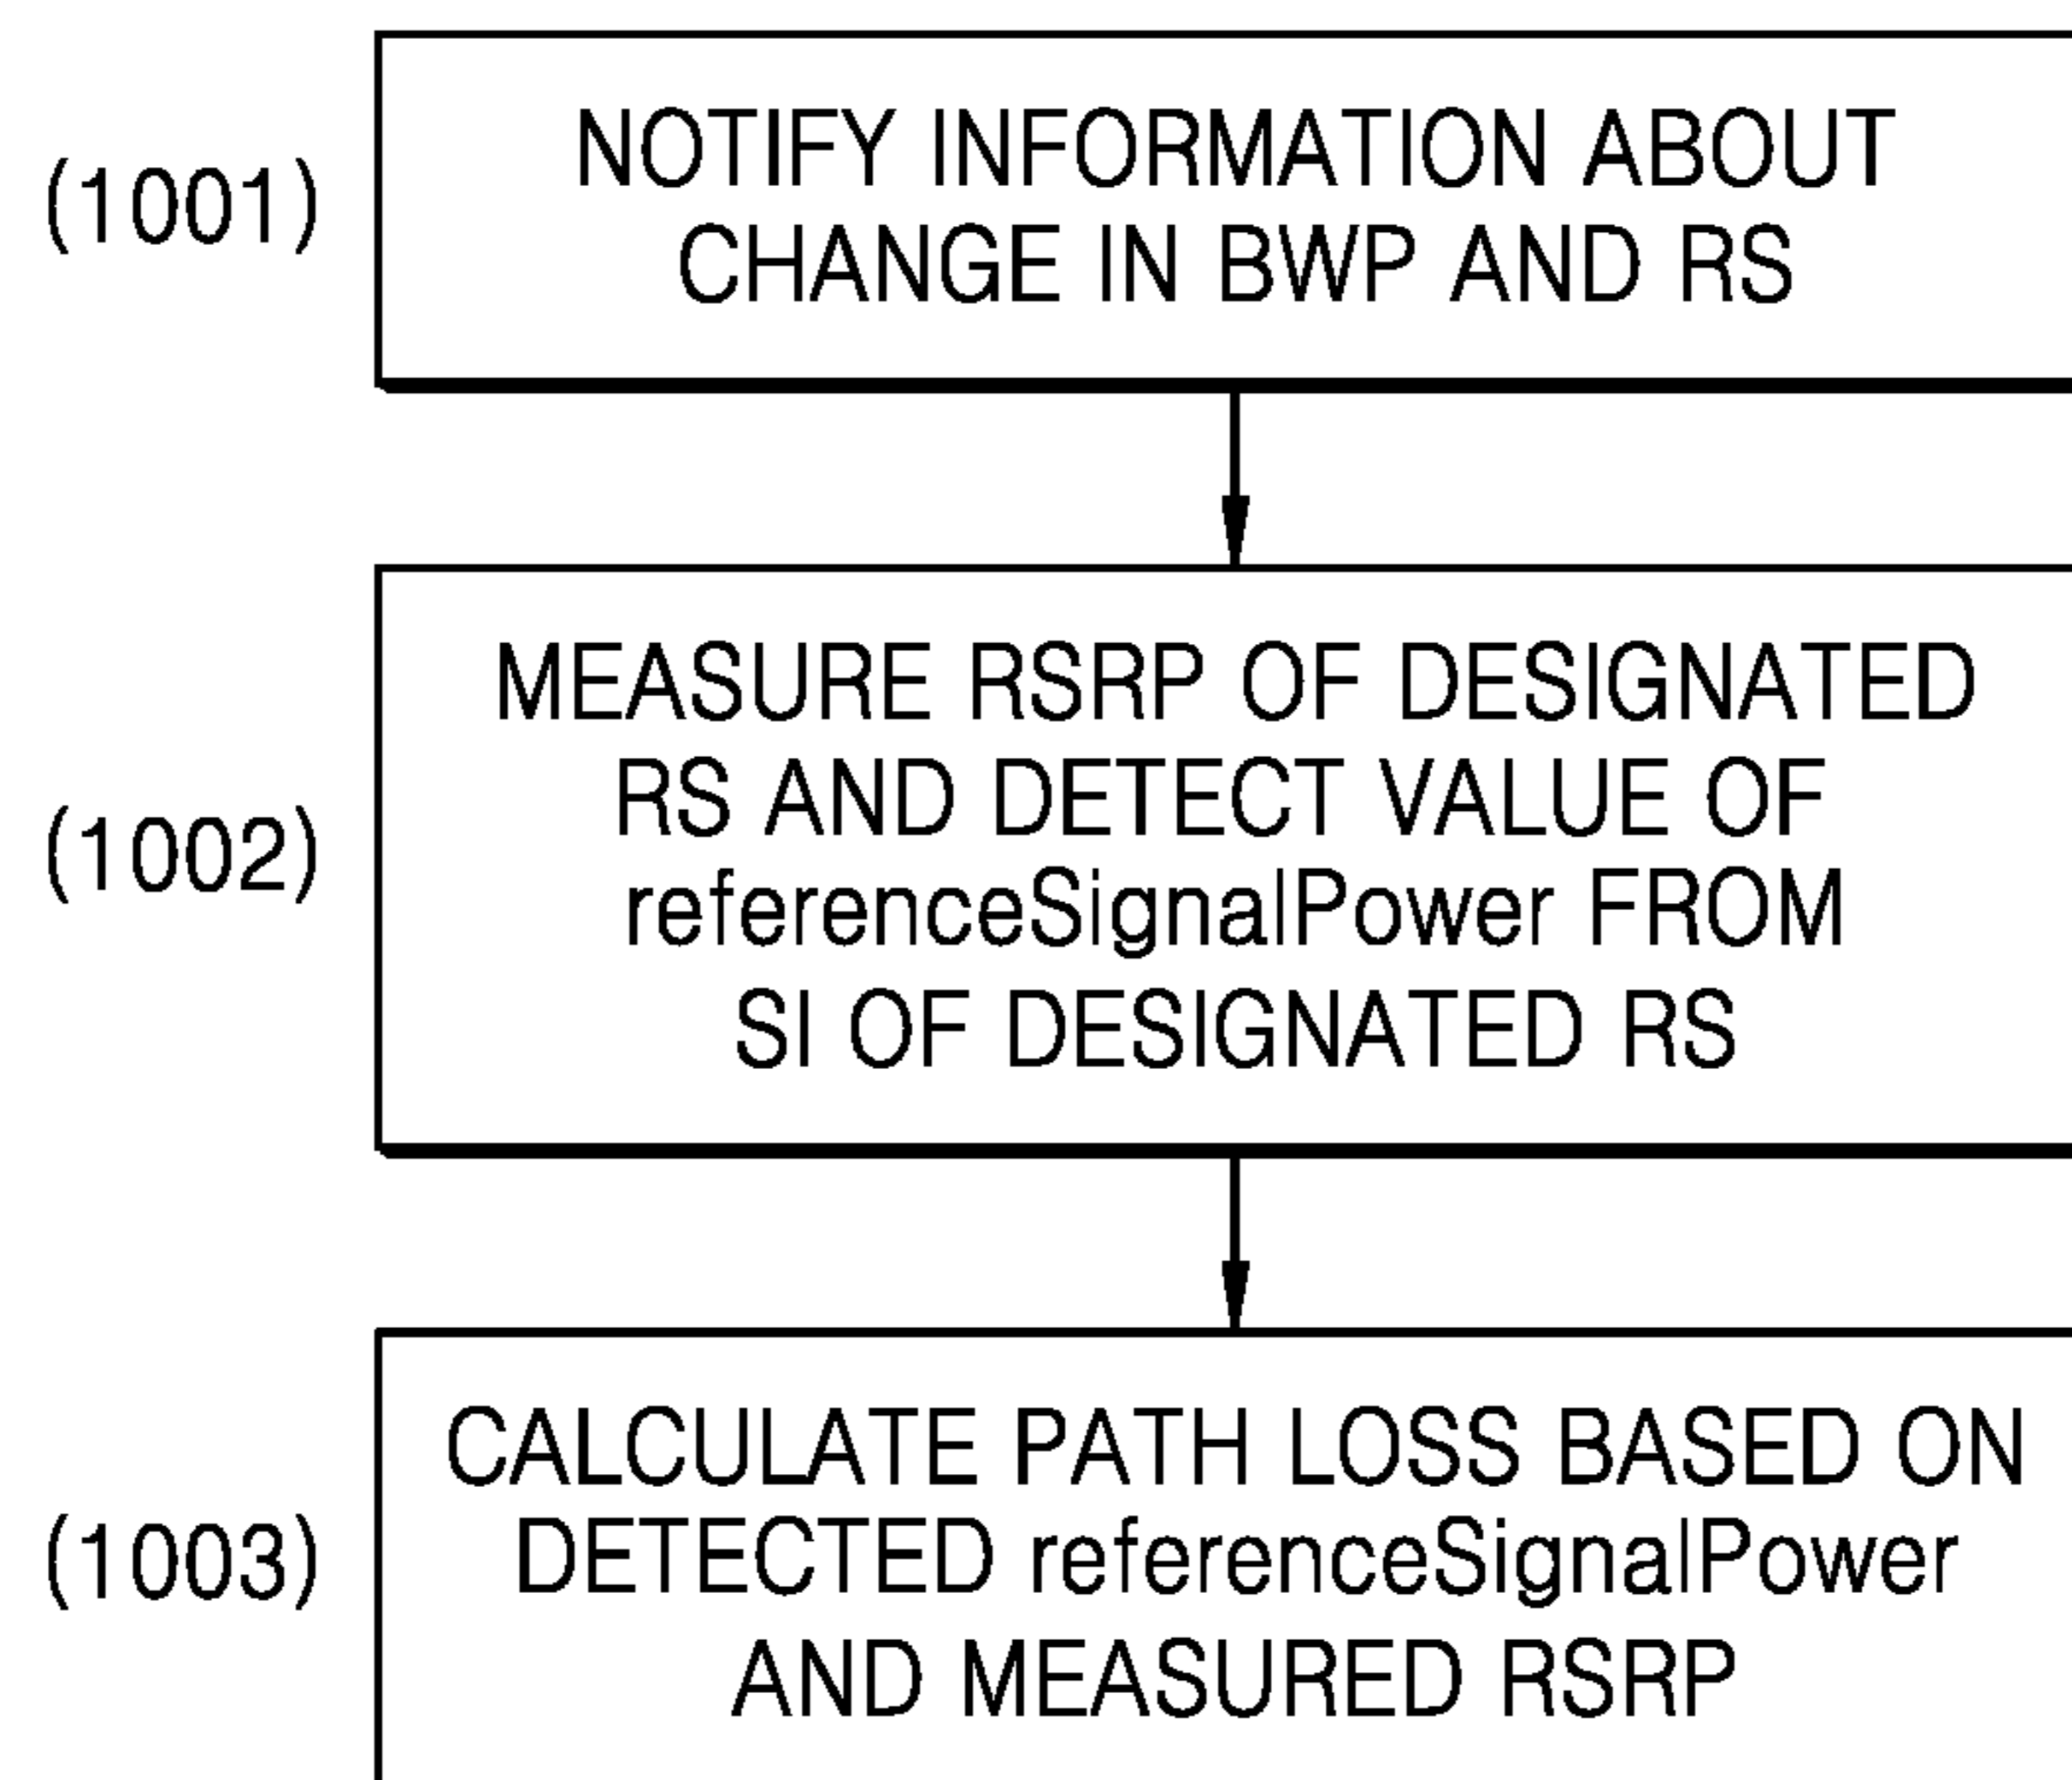 (1001)
NOTIFY INFORMATION ABOUT
CHANGE IN BWP AND RS
(1002)
MEASURE RSRP OF DESIGNATED
RS AND DETECT VALUE OF
referenceSignalPower FROM
SI OF DESIGNATED RS
(1003)
CALCULATE PATH LOSS BASED ON
DETECTED referenceSignalPower
AND MEASURED RSRP